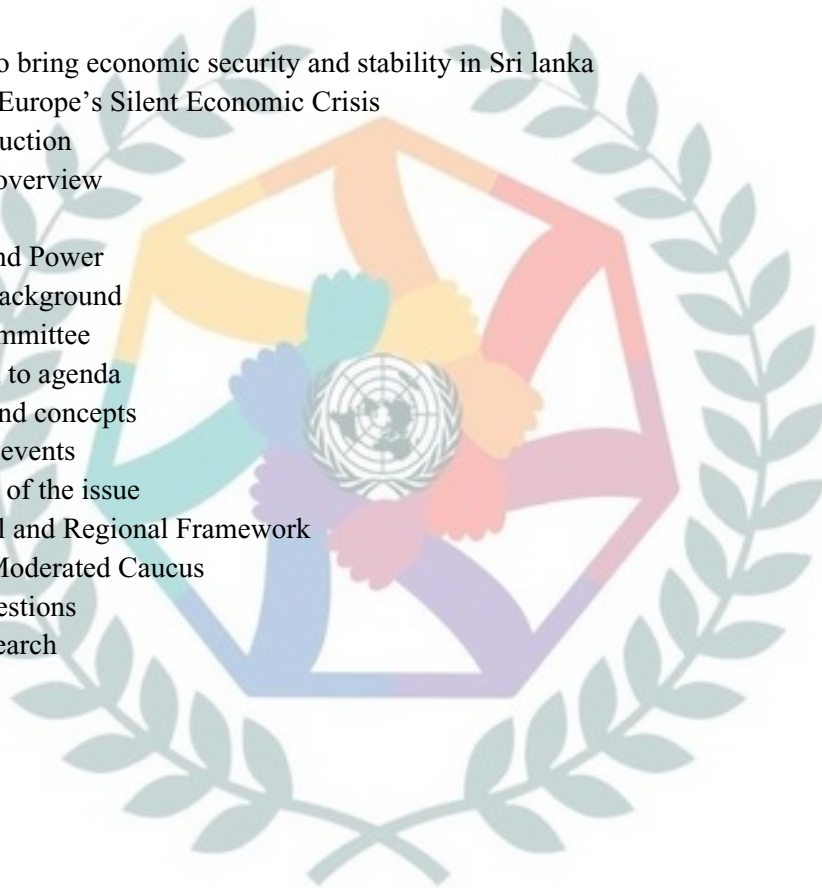 o bring economic security and stability in Sri lanka
Europe’s Silent Economic Crisis
uction
overview
nd Power
ackground
mmittee
to agenda
nd concepts
events
of the issue
l and Regional Framework
Moderated Caucus
estions
earch